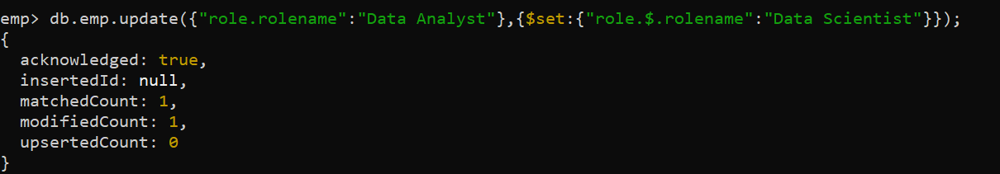 emp> db.emp.update({"role.rolename":"Data Analyst"},{$set:{"role.$.rolename":"Data Scientist"}});
{
  acknowledged: true,
  insertedId: null,
  matchedCount: 1,
  modifiedCount: 1,
  upsertedCount: 0
}